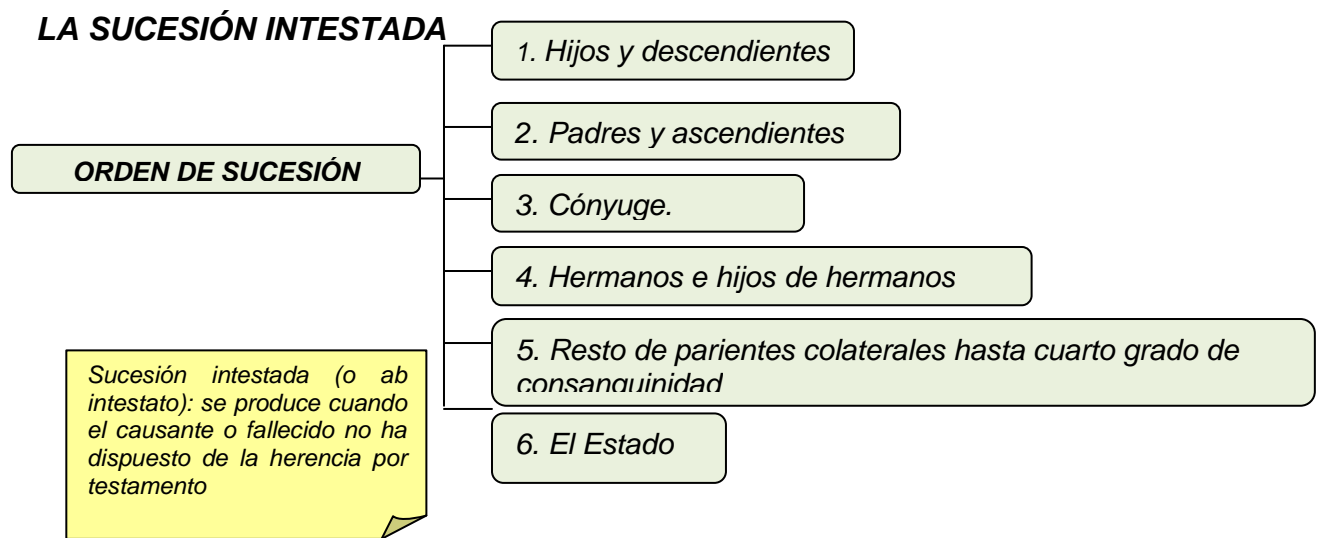 LA SUCESIÓN INTESTADA
ORDEN DE SUCESIÓN
1. Hijos y descendientes
2. Padres y ascendientes
3. Cónyuge.
4. Hermanos e hijos de hermanos
5. Resto de parientes colaterales hasta cuarto grado de
consanguinidad
6. El Estado
Sucesión intestada (o ab
intestato): se produce cuando
el causante o fallecido no ha
dispuesto de la herencia por
testamento